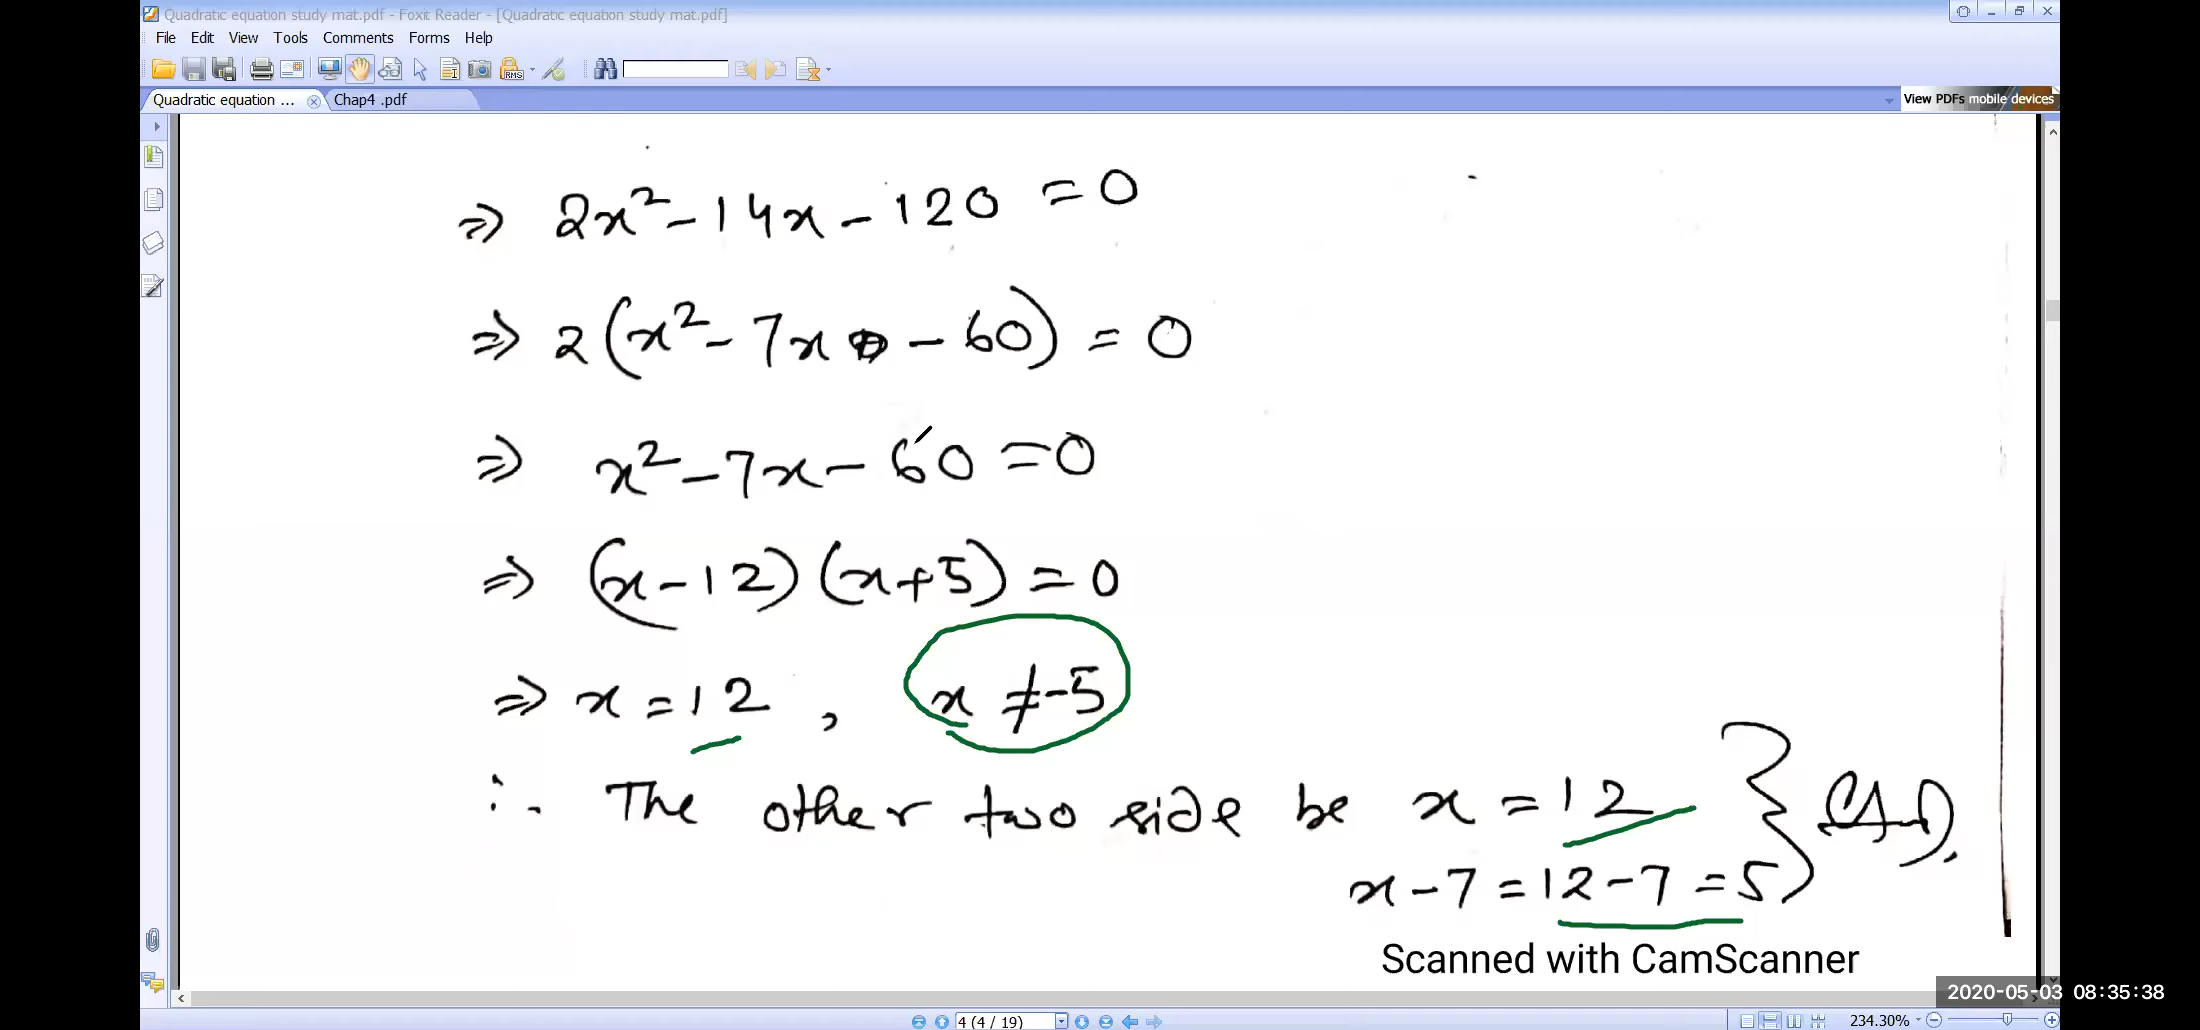 Quadratic equation study mat.pdf - Foxit Reader - [Quadratic equation study mat.pdf]
File Edit View Tools Comments Forms Help
RMS
Quadratic equation ... Chap4 .pdf View PDFs mobile devices
⇒ 2x² - 14x - 120 = 0
⇒ 2(x² - 7x - 60) = 0
⇒ x² - 7x - 60 = 0
⇒ (x - 12) (x + 5) = 0
⇒ x = 12 , x ≠ -5
∴ The other two side be x = 12
x - 7 = 12 - 7 = 5
Scanned with CamScanner
2020-05-03 08:35:38
4 (4 / 19) 234.30%